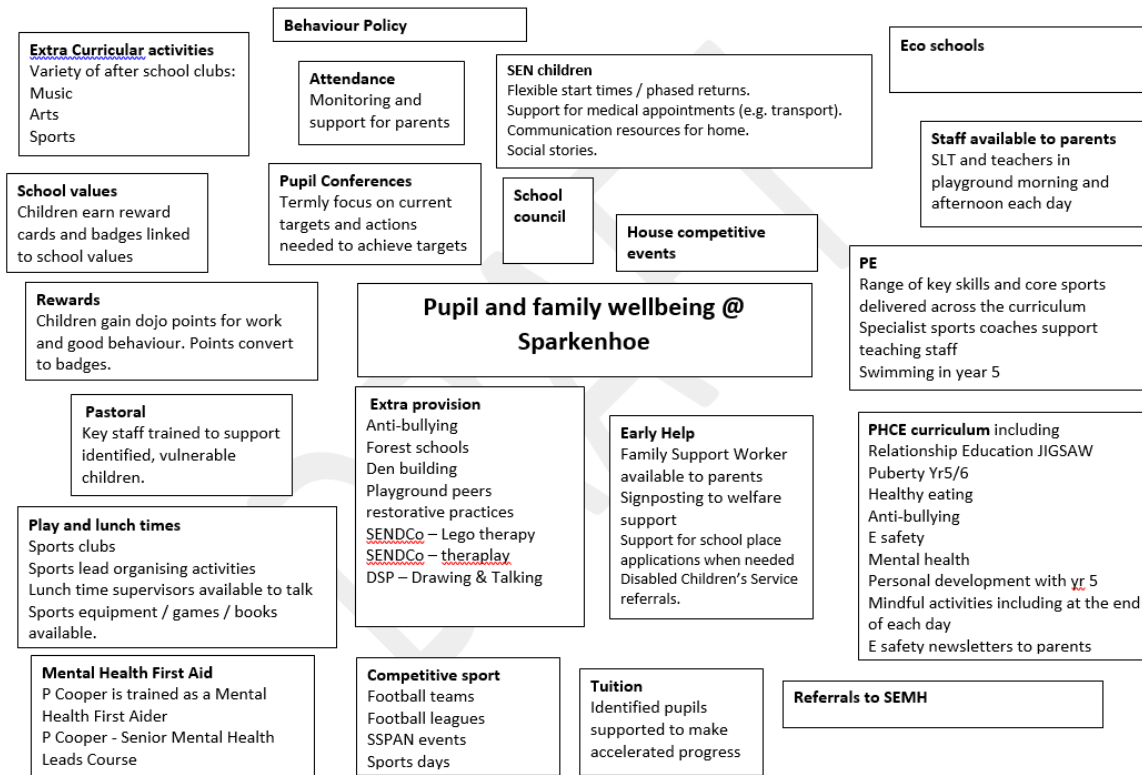 Behaviour Policy
Extra Curricular activities
Variety of after school clubs:
Music
Arts
Sports
Attendance
Monitoring and
support for parents
SEN children
Flexible start times / phased returns.
Support for medical appointments (e.g. transport).
Communication resources for home.
Social stories.
Eco schools
Staff available to parents
SLT and teachers in
playground morning and
afternoon each day
School values
Children earn reward
cards and badges linked
to school values
Pupil Conferences
Termly focus on current
targets and actions
needed to achieve targets
School
council
House competitive
events
PE
Range of key skills and core sports
delivered across the curriculum
Specialist sports coaches support
teaching staff
Swimming in year 5
Rewards
Children gain dojo points for work
and good behaviour. Points convert
to badges.
Pupil and family wellbeing @
Sparkenhoe
Pastoral
Key staff trained to support
identified, vulnerable
children.
Extra provision
Anti-bullying
Forest schools
Den building
Playground peers
restorative practices
SENDCo – Lego therapy
SENDCo – theraplay
DSP – Drawing & Talking
Early Help
Family Support Worker
available to parents
Signposting to welfare
support
Support for school place
applications when needed
Disabled Children's Service
referrals.
PHCE curriculum including
Relationship Education JIGSAW
Puberty Yr5/6
Healthy eating
Anti-bullying
E safety
Mental health
Personal development with yr 5
Mindful activities including at the end
of each day
E safety newsletters to parents
Play and lunch times
Sports clubs
Sports lead organising activities
Lunch time supervisors available to talk
Sports equipment / games / books
available.
Mental Health First Aid
P Cooper is trained as a Mental
Health First Aider
P Cooper - Senior Mental Health
Leads Course
Competitive sport
Football teams
Football leagues
SSPAN events
Sports days
Tuition
Identified pupils
supported to make
accelerated progress
Referrals to SEMH
DRAFT